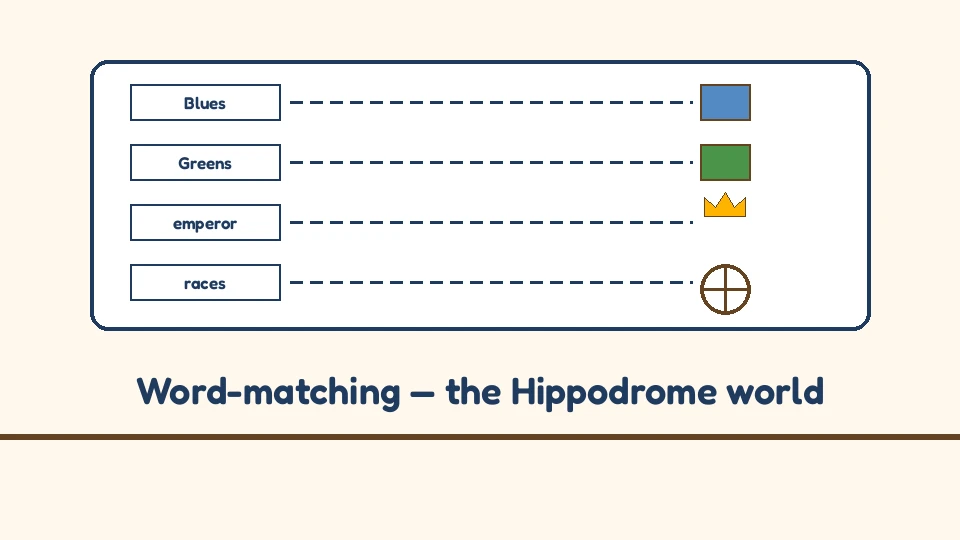 Blues
Greens
emperor
races
Word-matching — the Hippodrome world